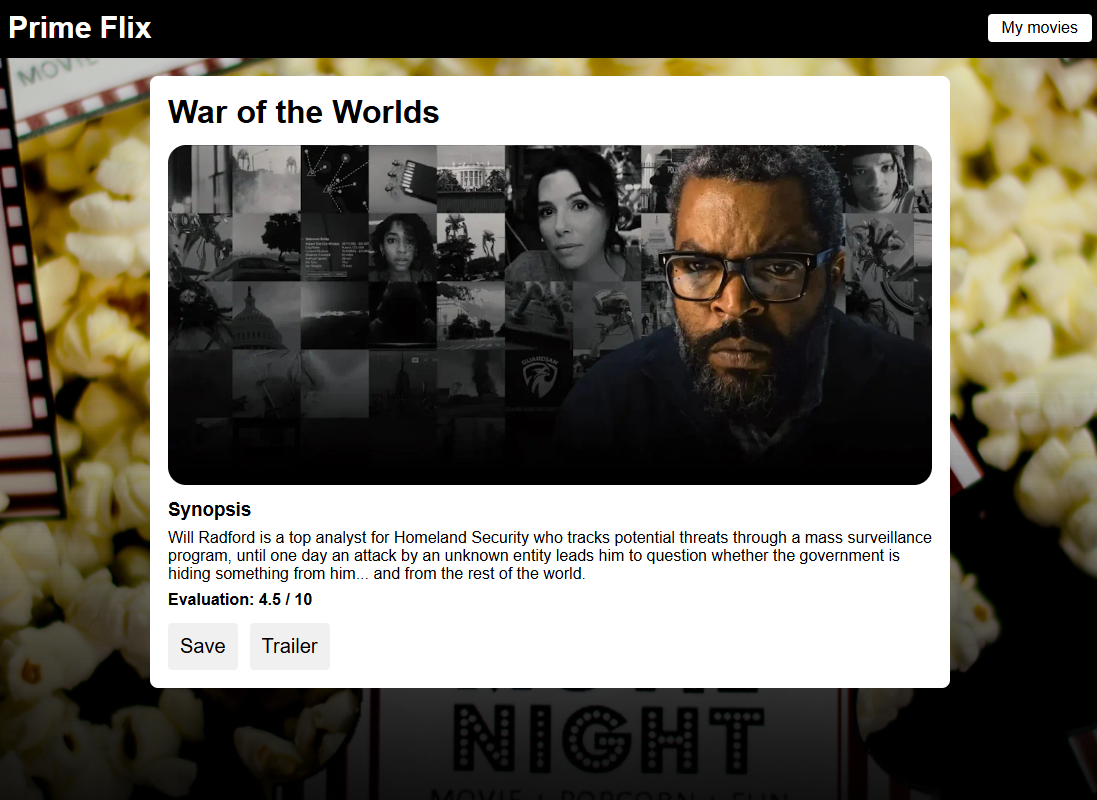 Prime Flix
My movies
MOVIE
War of the Worlds
GUARDIAN
Synopsis
Will Radford is a top analyst for Homeland Security who tracks potential threats through a mass surveillance
program, until one day an attack by an unknown entity leads him to question whether the government is
hiding something from him... and from the rest of the world.
Evaluation: 4.5 / 10
Save
Trailer
MOVIE
NIGHT
MOVIE + POPCORN + FUN